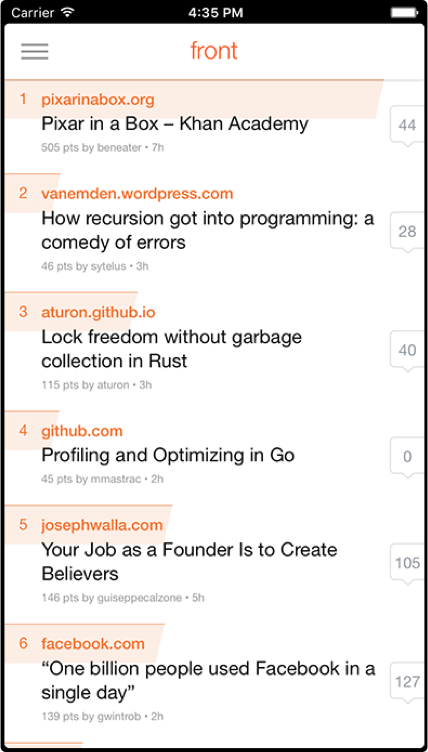 Carrier 4:35 PM
front
1 pixarinabox.org
Pixar in a Box – Khan Academy
505 pts by beneater • 7h
44
2 vanemden.wordpress.com
How recursion got into programming: a
comedy of errors
46 pts by sytelus • 3h
28
3 aturon.github.io
Lock freedom without garbage
collection in Rust
115 pts by aturon • 3h
40
4 github.com
Profiling and Optimizing in Go
45 pts by mmastrac • 2h
0
5 josephwalla.com
Your Job as a Founder Is to Create
Believers
146 pts by guiseppecalzone • 5h
105
6 facebook.com
“One billion people used Facebook in a
single day”
139 pts by gwintrob • 2h
127